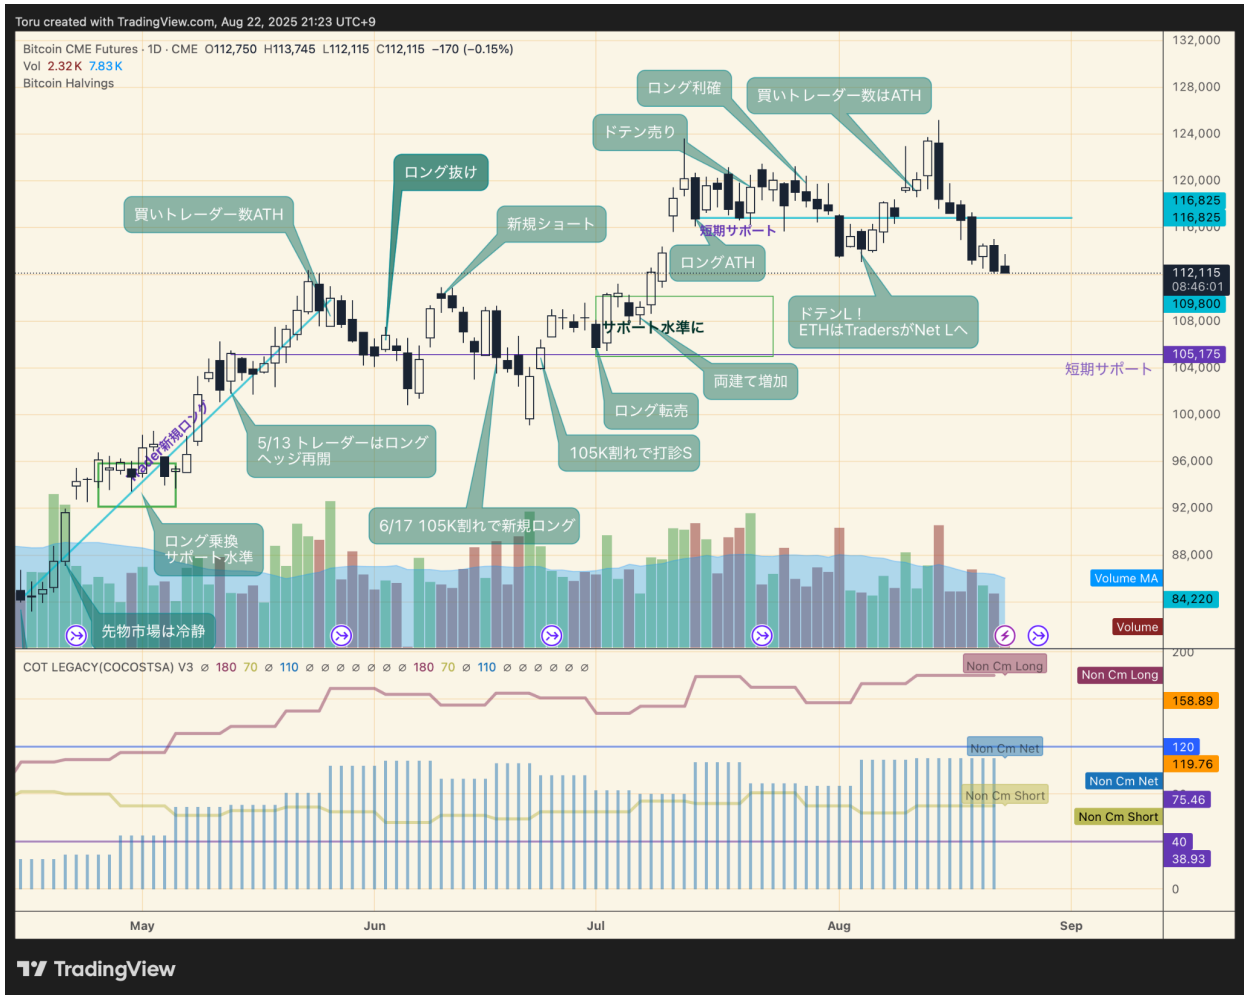 Toru created with TradingView.com, Aug 22, 2025 21:23 UTC+9
Bitcoin CME Futures · 1D · CME O112,750 H113,745 L112,115 C112,115 −170 (−0.15%)
Vol 2.32K 7.83K
Bitcoin Halvings
132,000
128,000
124,000
120,000
116,825
116,825
116,000
112,115
08:46:01
109,800
108,000
105,175
104,000
100,000
96,000
92,000
88,000
Volume MA
84,220
Volume
ロング利確
買いトレーダー数はATH
ドテン売り
ロング抜け
買いトレーダー数ATH
新規ショート
短期サポート
ロングATH
ドテンL！
ETHはTradersがNet Lへ
サポート水準に
短期サポート
両建て増加
ロング転売
Trader新規ロング
5/13 トレーダーはロング
ヘッジ再開
105K割れで打診S
6/17 105K割れで新規ロング
ロング乗換
サポート水準
先物市場は冷静
COT LEGACY(COCOSTSA) V3 ∅ 180 70 ∅ 110 ∅ ∅ ∅ ∅ ∅ ∅ ∅ ∅ 180 70 ∅ 110 ∅ ∅ ∅ ∅ ∅ ∅
200
Non Cm Long
Non Cm Long
158.89
Non Cm Net
120
119.76
Non Cm Net
Non Cm Short
75.46
Non Cm Short
40
38.93
0
May
Jun
Jul
Aug
Sep
TradingView